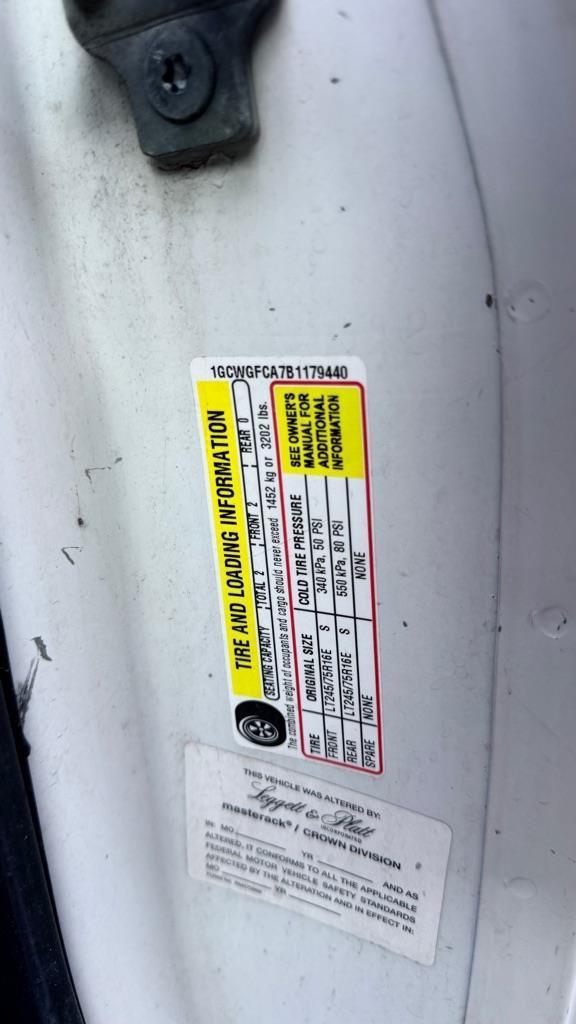 1GCWGFCA7B1179440
TIRE AND LOADING INFORMATION
SEATING CAPACITY TOTAL 2 FRONT 2 REAR 0
The combined weight of occupants and cargo should never exceed 1452 kg or 3202 lbs.
TIRE ORIGINAL SIZE COLD TIRE PRESSURE
FRONT LT245/75R16E S 340 kPa, 50 PSI
REAR LT245/75R16E S 550 kPa, 80 PSI
SPARE NONE NONE
SEE OWNER'S
MANUAL FOR
ADDITIONAL
INFORMATION
THIS VEHICLE WAS ALTERED BY:
Leggett & Platt
INCORPORATED
masterack® / CROWN DIVISION
IN: MO YR AND AS
ALTERED, IT CONFORMS TO ALL THE APPLICABLE
FEDERAL MOTOR VEHICLE SAFETY STANDARDS
AFFECTED BY THE ALTERATION AND IN EFFECT IN:
MO YR